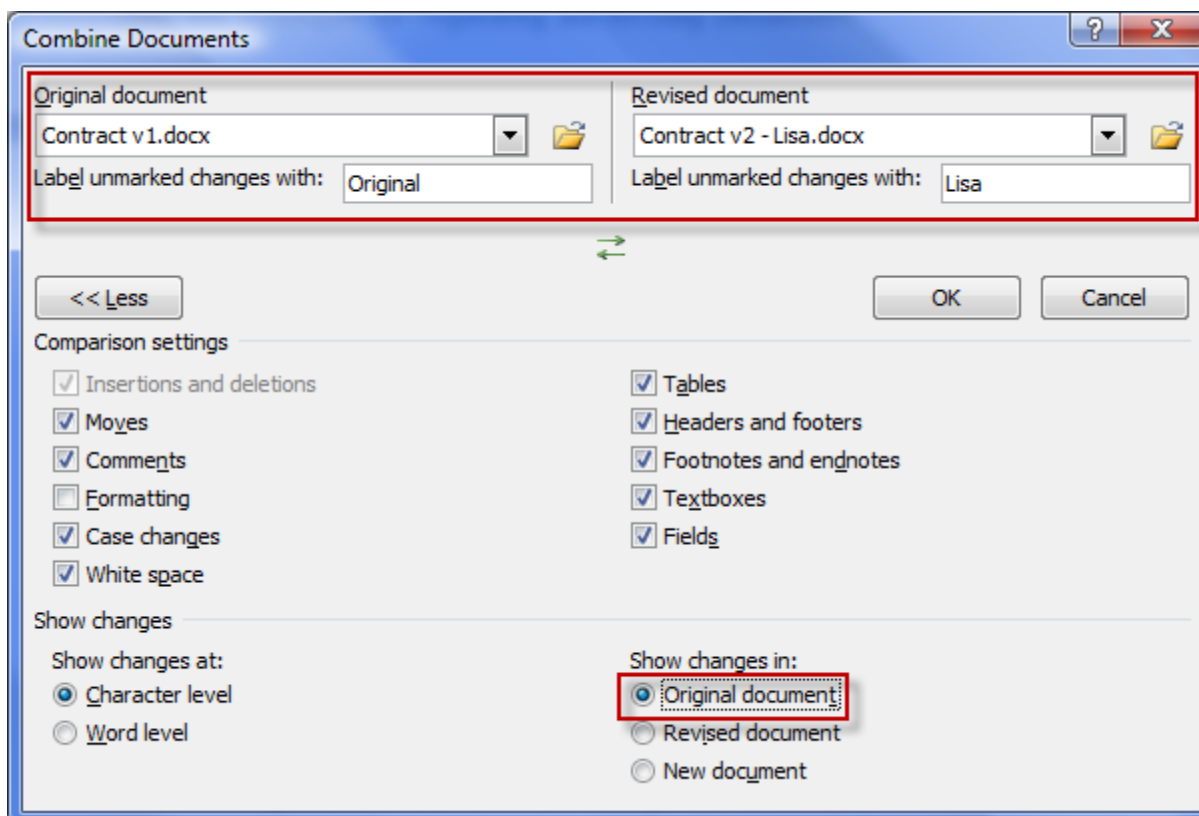 Combine Documents
Original document
Contract v1.docx
Label unmarked changes with: Original
Revised document
Contract v2 - Lisa.docx
Label unmarked changes with: Lisa
<< Less
OK
Cancel
Comparison settings
Insertions and deletions
Moves
Comments
Formatting
Case changes
White space
Tables
Headers and footers
Footnotes and endnotes
Textboxes
Fields
Show changes
Show changes at:
Character level
Word level
Show changes in:
Original document
Revised document
New document